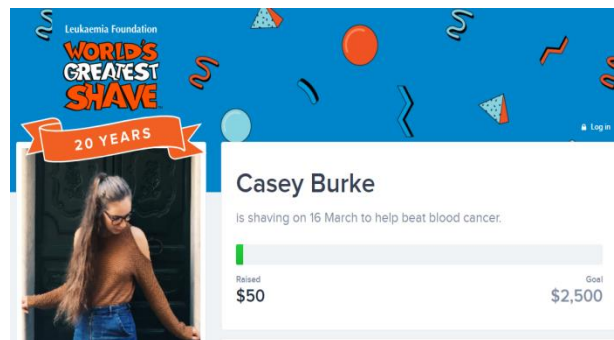 Leukaemia Foundation
WORLD'S
GREATEST
SHAVE
20 YEARS
Log in
Casey Burke
is shaving on 16 March to help beat blood cancer.
Raised
Goal
$50
$2,500